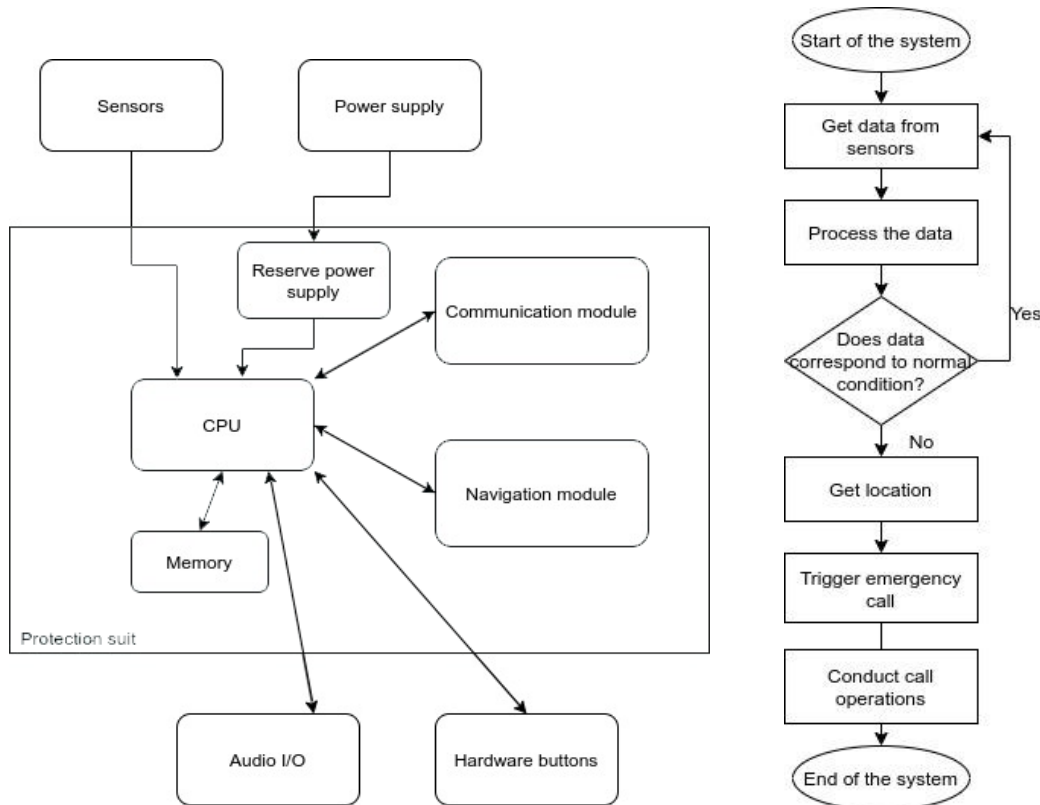 Sensors
Power supply
Reserve power
supply
Communication module
CPU
Navigation module
Memory
Protection suit
Audio I/O
Hardware buttons
Start of the system
Get data from
sensors
Process the data
Does data
correspond to normal
condition?
Yes
No
Get location
Trigger emergency
call
Conduct call
operations
End of the system